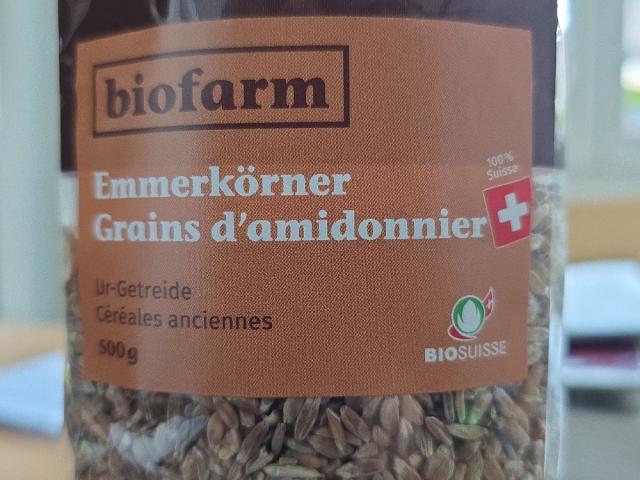 biofarm
100%
Suisse
Emmerkörner
Grains d'amidonnier
Ur-Getreide
Céréales anciennes
500g
BIOSUISSE